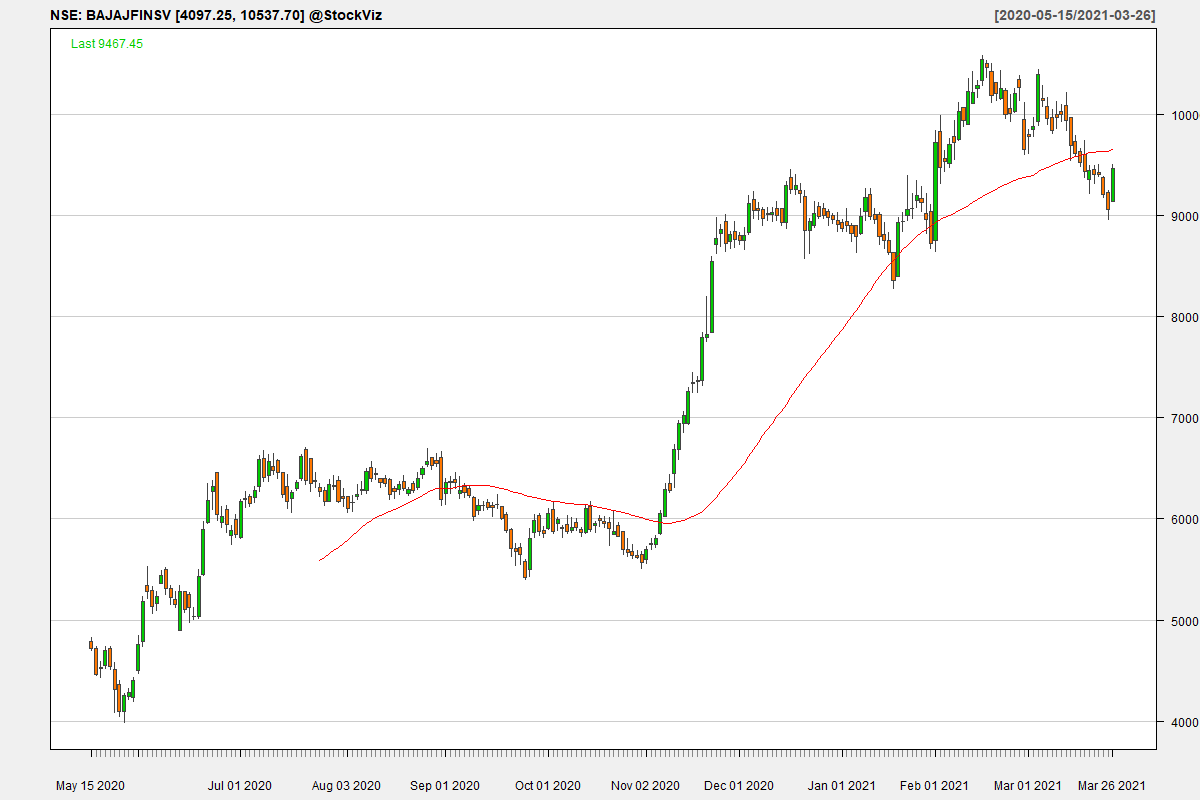 NSE: BAJAJFINSV [4097.25, 10537.70] @StockViz [2020-05-15/2021-03-26]
Last 9467.45
1000
9000
8000
7000
6000
5000
4000
May 15 2020 Jul 01 2020 Aug 03 2020 Sep 01 2020 Oct 01 2020 Nov 02 2020 Dec 01 2020 Jan 01 2021 Feb 01 2021 Mar 01 2021 Mar 26 2021